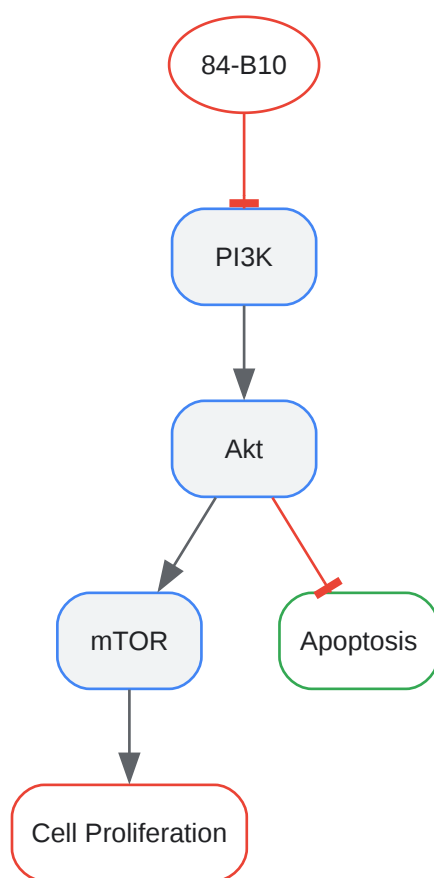 84-B10
PI3K
Akt
mTOR
Apoptosis
Cell Proliferation